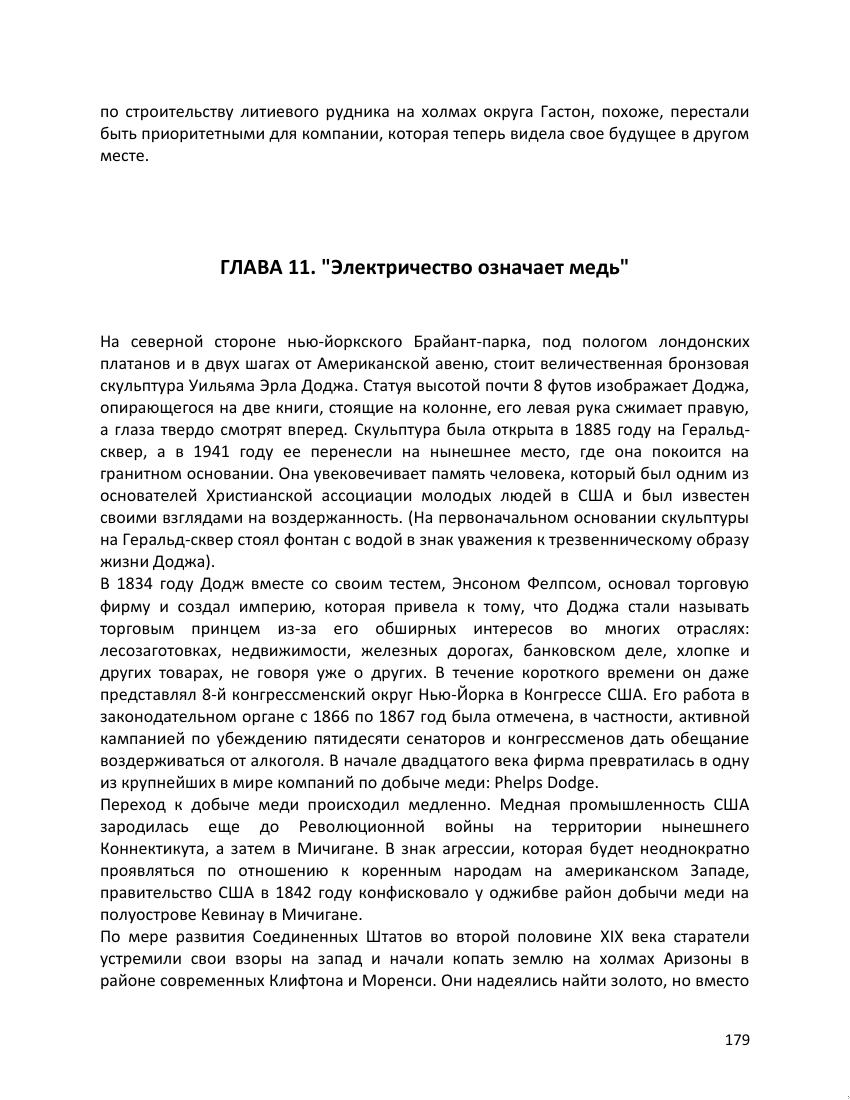 по строительству литиевого рудника на холмах округа Гастон, похоже, перестали
быть приоритетными для компании, которая теперь видела свое будущее в другом
месте.
ГЛАВА 11. "Электричество означает медь"
На северной стороне нью-йоркского Брайант-парка, под пологом лондонских
платанов и в двух шагах от Американской авеню, стоит величественная бронзовая
скульптура Уильяма Эрла Доджа. Статуя высотой почти 8 футов изображает Доджа,
опирающегося на две книги, стоящие на колонне, его левая рука сжимает правую,
а глаза твердо смотрят вперед. Скульптура была открыта в 1885 году на Геральд-
сквер, а в 1941 году ее перенесли на нынешнее место, где она покоится на
гранитном основании. Она увековечивает память человека, который был одним из
основателей Христианской ассоциации молодых людей в США и был известен
своими взглядами на воздержанность. (На первоначальном основании скульптуры
на Геральд-сквер стоял фонтан с водой в знак уважения к трезвенническому образу
жизни Доджа).
В 1834 году Додж вместе со своим тестем, Энсоном Фелпсом, основал торговую
фирму и создал империю, которая привела к тому, что Доджа стали называть
торговым принцем из-за его обширных интересов во многих отраслях:
лесозаготовках, недвижимости, железных дорогах, банковском деле, хлопке и
других товарах, не говоря уже о других. В течение короткого времени он даже
представлял 8-й конгрессменский округ Нью-Йорка в Конгрессе США. Его работа в
законодательном органе с 1866 по 1867 год была отмечена, в частности, активной
кампанией по убеждению пятидесяти сенаторов и конгрессменов дать обещание
воздерживаться от алкоголя. В начале двадцатого века фирма превратилась в одну
из крупнейших в мире компаний по добыче меди: Phelps Dodge.
Переход к добыче меди происходил медленно. Медная промышленность США
зародилась еще до Революционной войны на территории нынешнего
Коннектикута, а затем в Мичигане. В знак агрессии, которая будет неоднократно
проявляться по отношению к коренным народам на американском Западе,
правительство США в 1842 году конфисковало у оджибве район добычи меди на
полуострове Кевинау в Мичигане.
По мере развития Соединенных Штатов во второй половине XIX века старатели
устремили свои взоры на запад и начали копать землю на холмах Аризоны в
районе современных Клифтона и Моренси. Они надеялись найти золото, но вместо
179